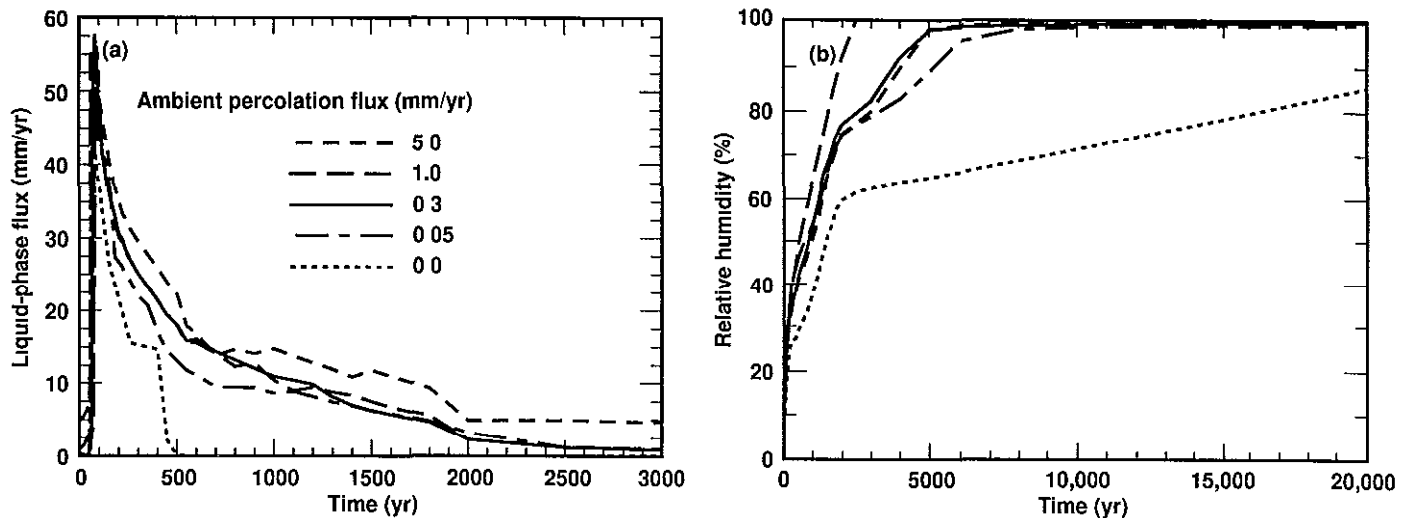 (a)
Ambient percolation flux (mm/yr)
5 0
1.0
0 3
0 05
0 0
60
50
40
30
20
10
0
Liquid-phase flux (mm/yr)
0 500 1000 1500 2000 2500 3000
Time (yr)
(b)
100
80
60
40
20
0
Relative humidity (%)
0 5000 10,000 15,000 20,000
Time (yr)